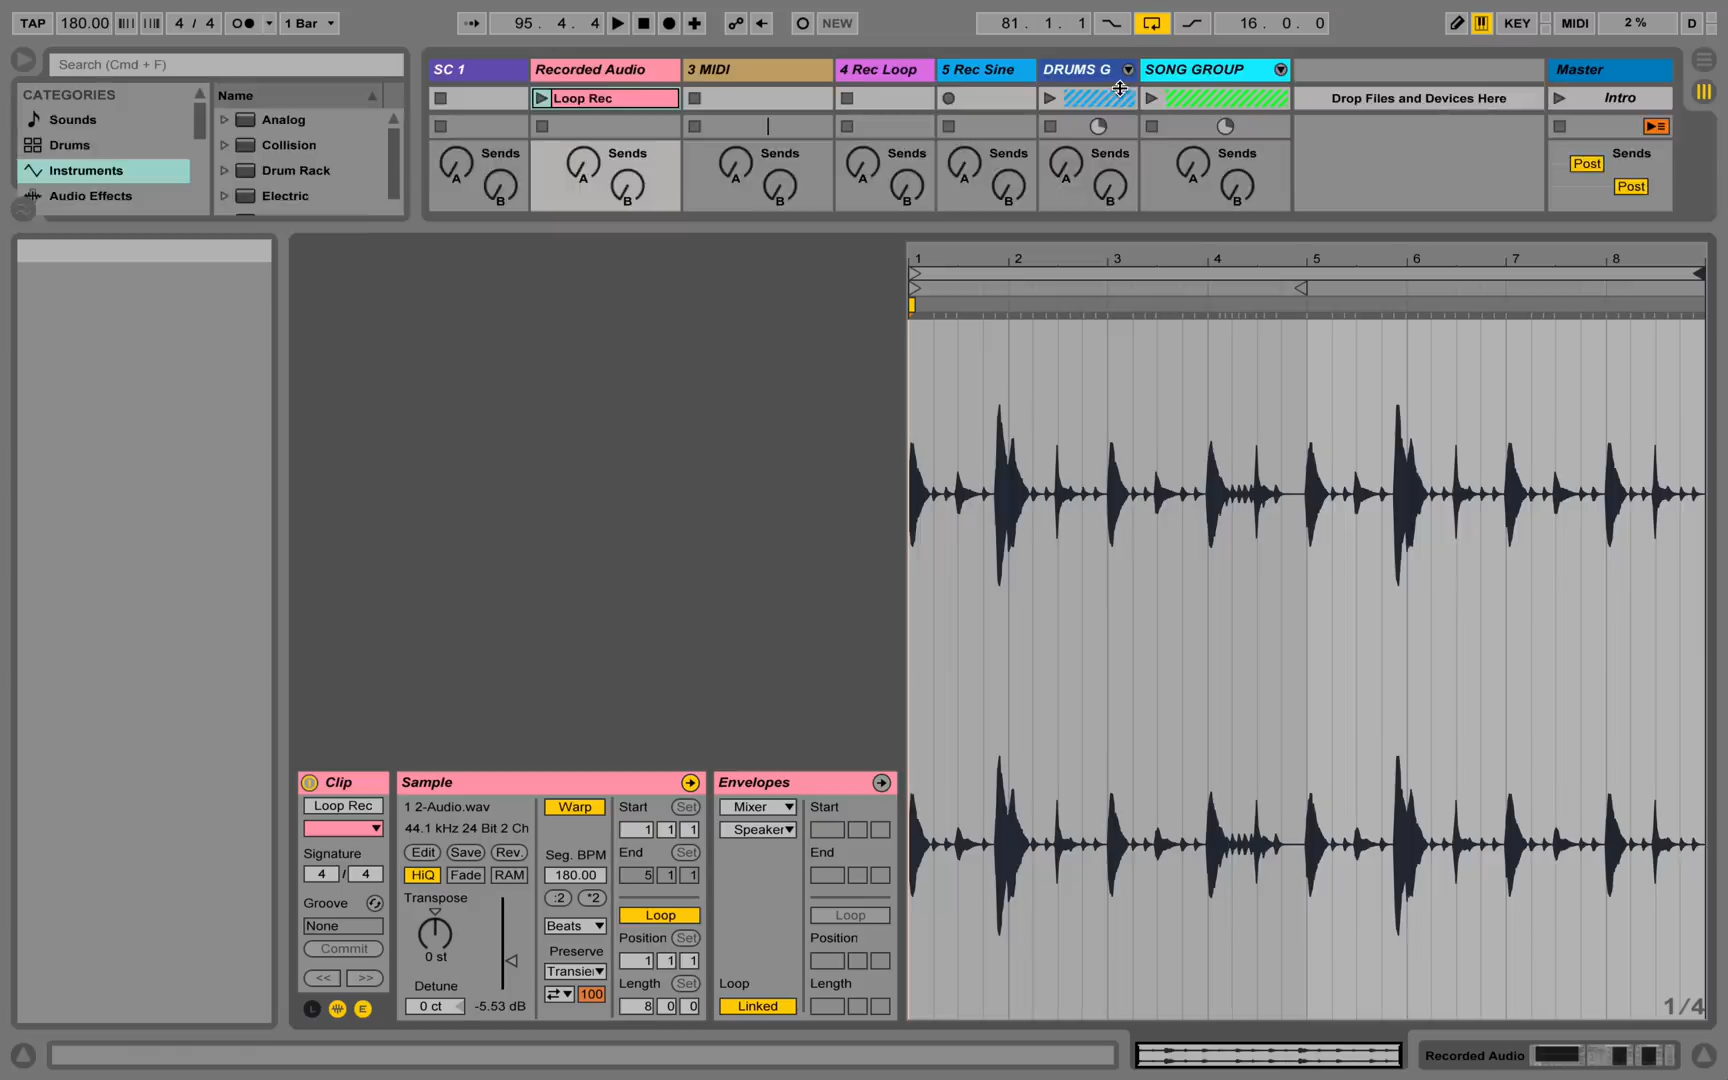 TAP 180.00 4 / 4 1 Bar 95. 4. 4 NEW 81. 1. 1 16. 0. 0 KEY MIDI 2 % D
Search (Cmd + F)
CATEGORIES
Sounds
Drums
Instruments
Audio Effects
Name
Analog
Collision
Drum Rack
Electric
SC 1 Recorded Audio 3 MIDI 4 Rec Loop 5 Rec Sine DRUMS G SONG GROUP Master
Loop Rec Drop Files and Devices Here Intro
Sends Sends Sends Sends Sends Sends Sends Sends
A A A A A A A Post
B B B B B B B Post
1 2 3 4 5 6 7 8
Clip
Loop Rec
Signature
4 / 4
Groove
None
Commit
<< >>
L E
Sample
1 2-Audio.wav
44.1 kHz 24 Bit 2 Ch
Edit Save Rev.
HiQ Fade RAM
Transpose
0 st
Detune
0 ct -5.53 dB
Warp
Seg. BPM
180.00
:2 *2
Beats
Preserve
Transie
100
Start Set
1 1 1
End Set
5 1 1
Loop
Position Set
1 1 1
Length Set
8 0 0
Envelopes
Mixer
Speaker
Loop
Linked
Start
End
Loop
Position
Length
1/4
Recorded Audio